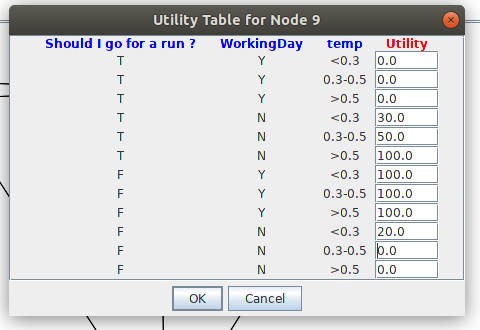 Utility Table for Node 9
Should I go for a run ? WorkingDay temp Utility
T Y <0.3 0.0
T Y 0.3-0.5 0.0
T Y >0.5 0.0
T N <0.3 30.0
T N 0.3-0.5 50.0
T N >0.5 100.0
F Y <0.3 100.0
F Y 0.3-0.5 100.0
F Y >0.5 100.0
F N <0.3 20.0
F N 0.3-0.5 0.0
F N >0.5 0.0
OK Cancel